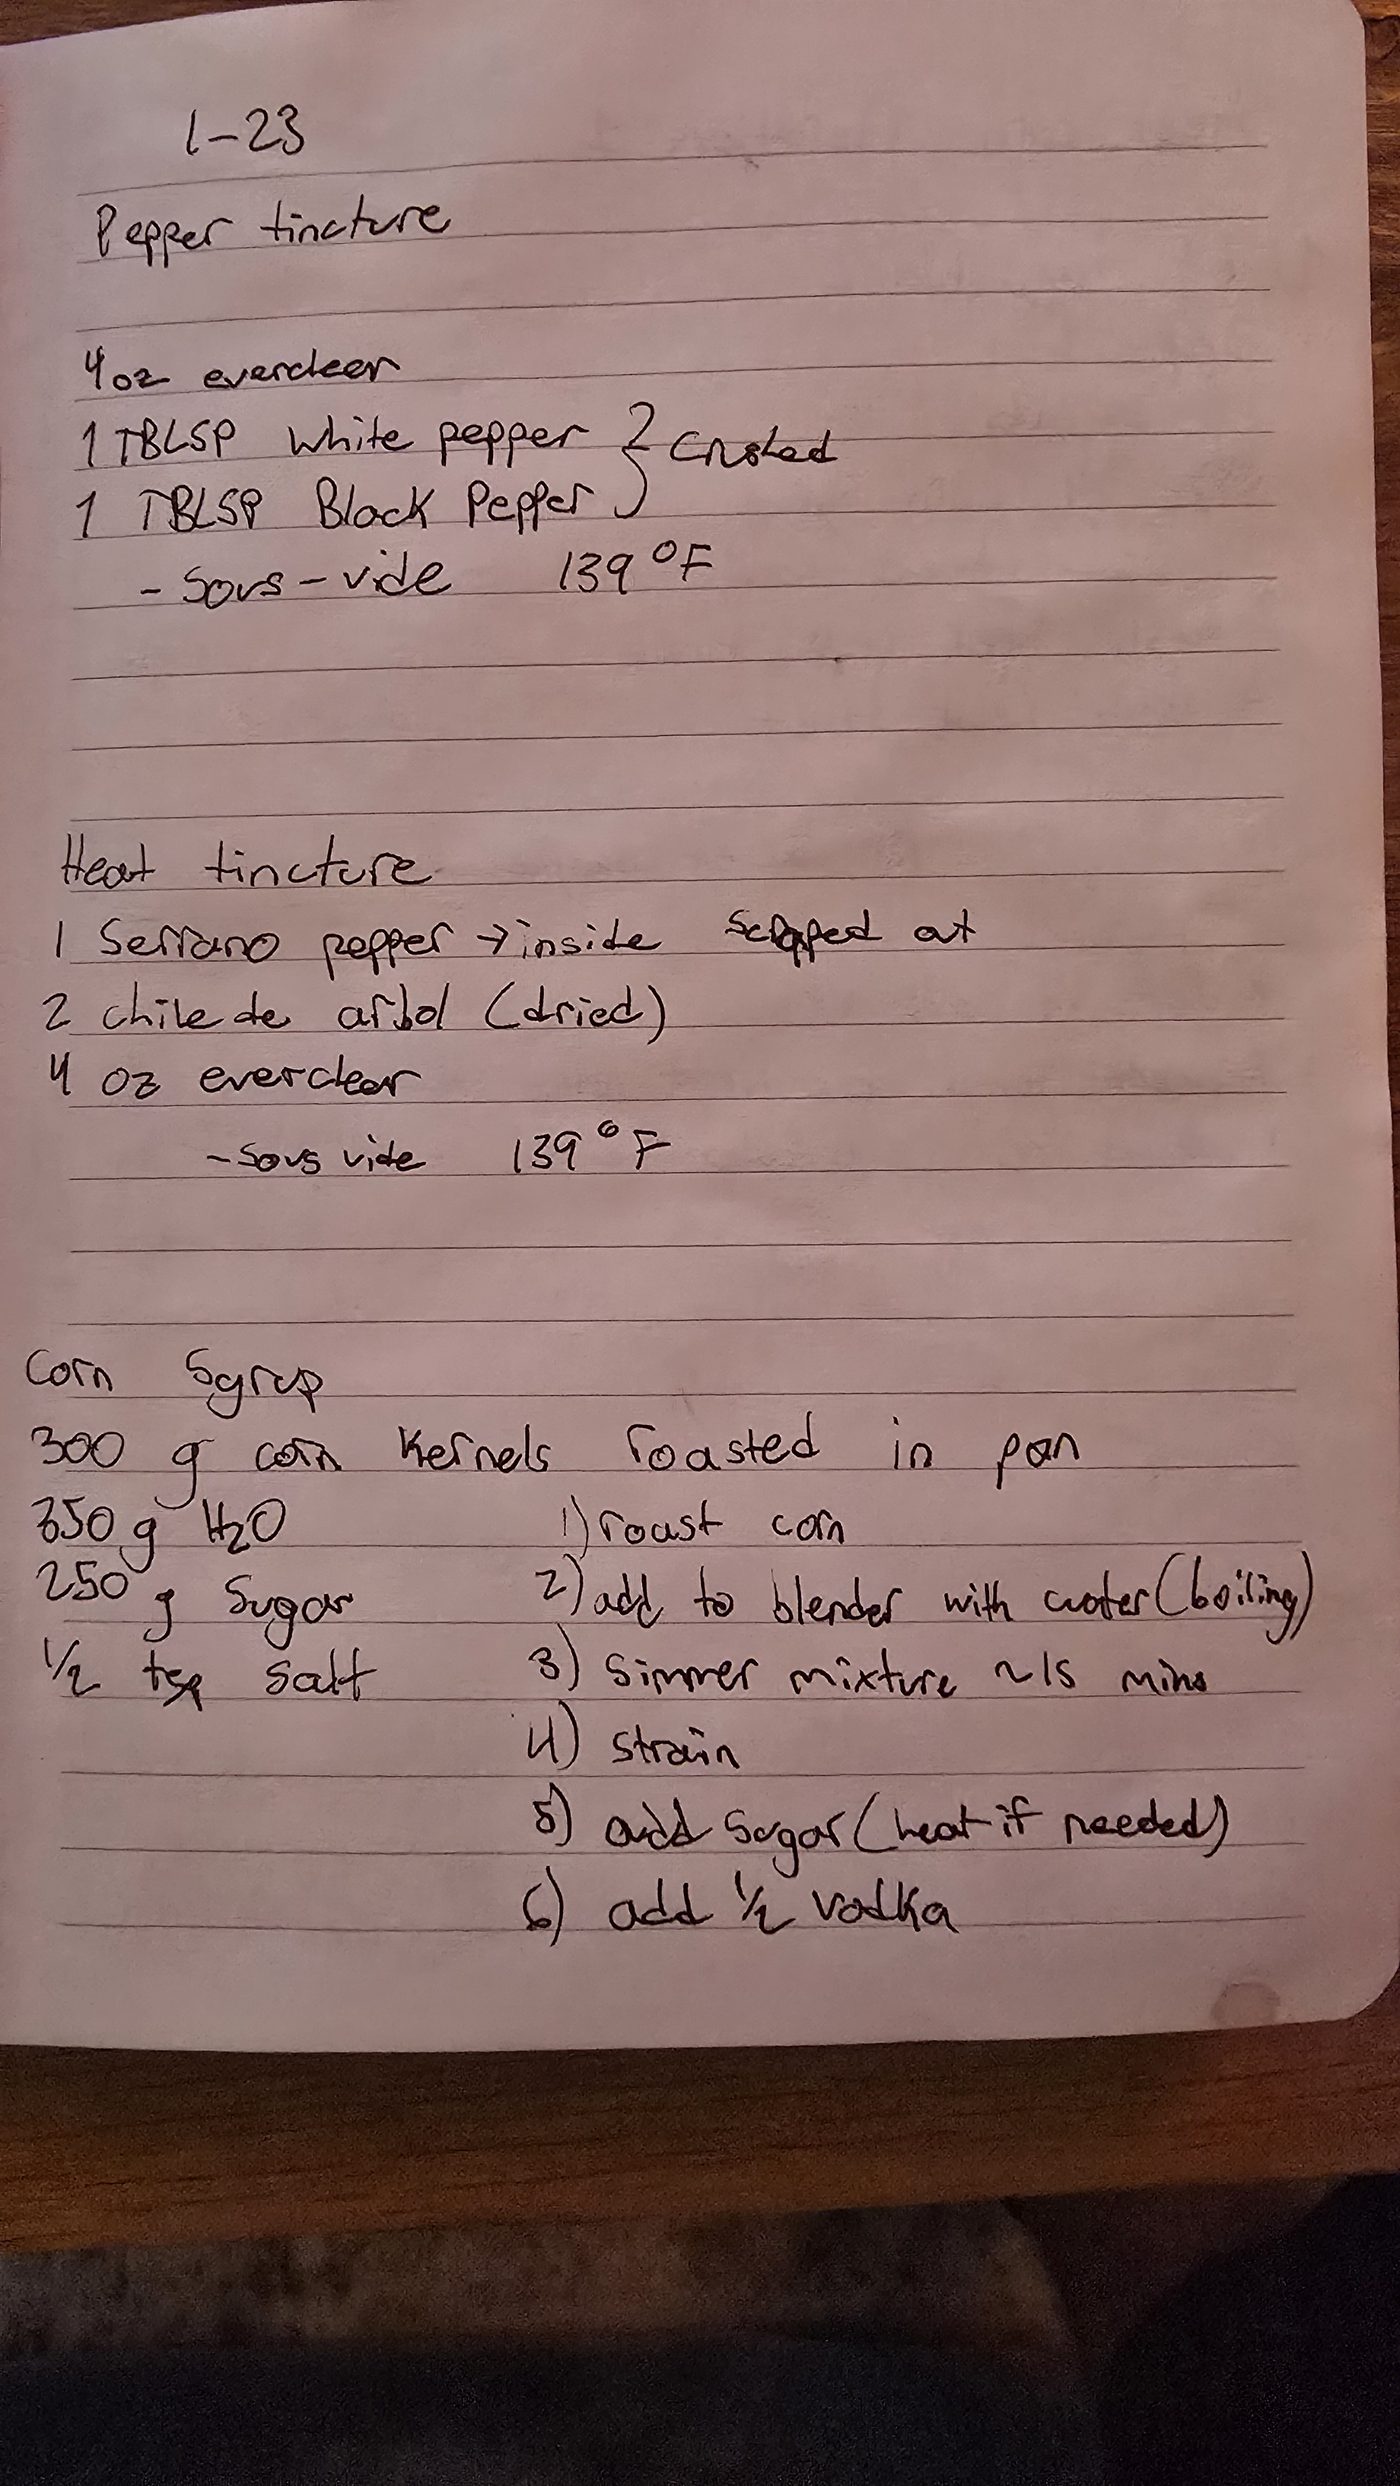 1-23
Pepper tincture
4 oz everclear
1 TBLSP white pepper } Crushed
1 TBLSP Black Pepper
- Sous-vide 139°F
Heat tincture
1 Serrano pepper → inside scrapped out
2 chile de arbol (dried)
4 oz everclear
- Sous vide 139°F
Corn Syrup
300 g corn kernels roasted in pan
350 g H2O
1) roast corn
250 g Sugar
2) add to blender with water (boiling)
1/2 tsp salt
3) Simmer mixture ~15 mins
4) strain
5) add sugar (heat if needed)
6) add 1/2 vodka